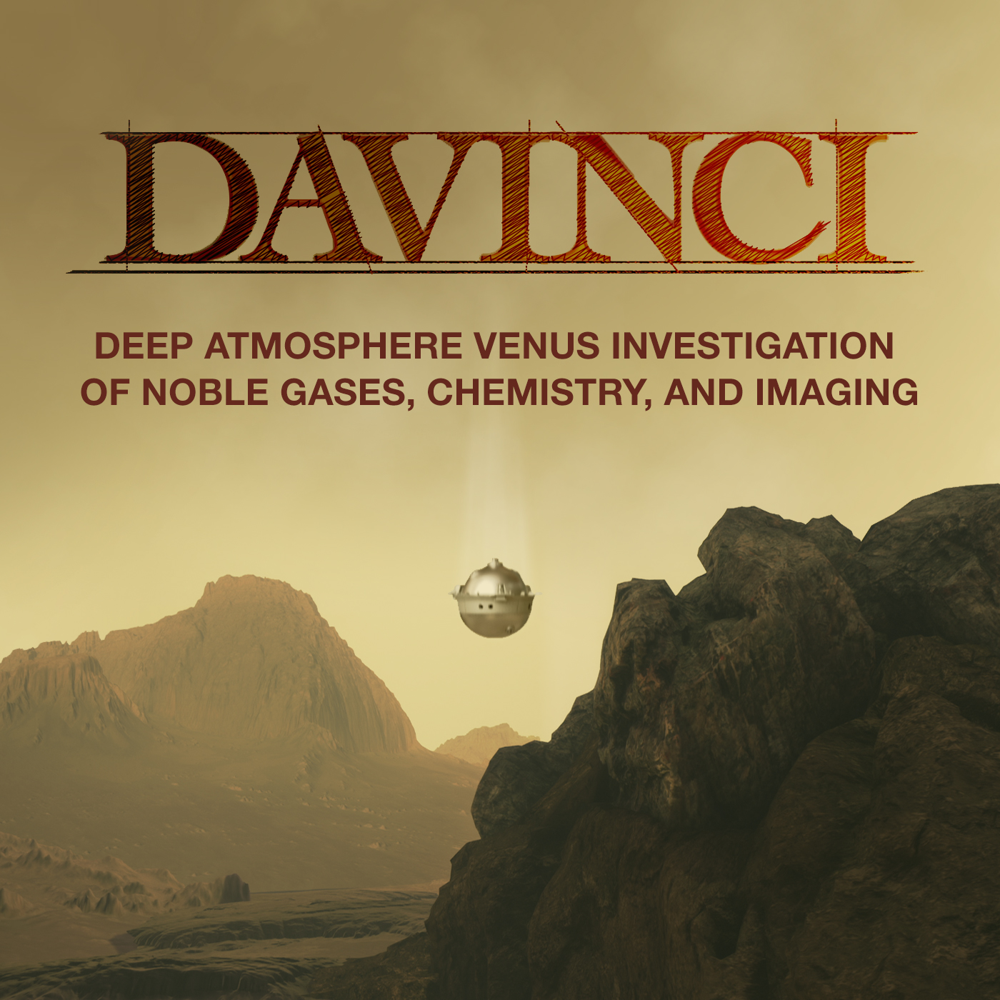 DAVINCI
DEEP ATMOSPHERE VENUS INVESTIGATION
OF NOBLE GASES, CHEMISTRY, AND IMAGING